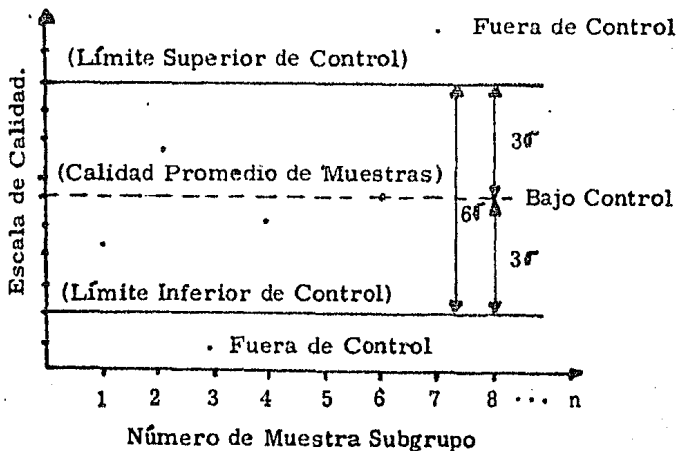 Fuera de Control
(Límite Superior de Control)
Escala de Calidad.
3σ
(Calidad Promedio de Muestras)
6σ
Bajo Control
3σ
(Límite Inferior de Control)
Fuera de Control
1 2 3 4 5 6 7 8 ... n
Número de Muestra Subgrupo